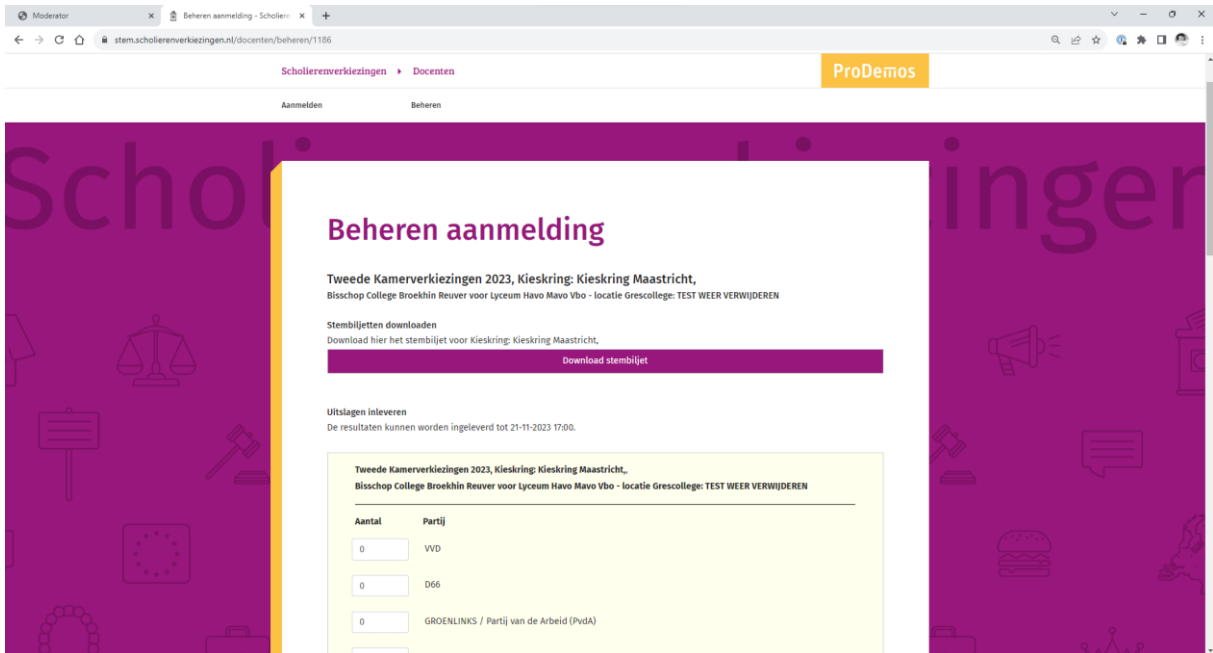 Moderator
Beheren aanmelding - Scholiere
stem.scholierenverkiezingen.nl/docenten/beheren/1186
Scholierenverkiezingen Docenten
ProDemos
Aanmelden Beheren
Schol inger
Beheren aanmelding
Tweede Kamerverkiezingen 2023, Kieskring: Kieskring Maastricht,
Bisschop College Broekhin Reuver voor Lyceum Havo Mavo Vbo - locatie Grescollege: TEST WEER VERWIJDEREN
Stembiljetten downloaden
Download hier het stembiljet voor Kieskring: Kieskring Maastricht,
Download stembiljet
Uitslagen inleveren
De resultaten kunnen worden ingeleverd tot 21-11-2023 17:00.
Tweede Kamerverkiezingen 2023, Kieskring: Kieskring Maastricht,,
Bisschop College Broekhin Reuver voor Lyceum Havo Mavo Vbo - locatie Grescollege: TEST WEER VERWIJDEREN
Aantal Partij
0 VVD
0 D66
0 GROENLINKS / Partij van de Arbeid (PvdA)